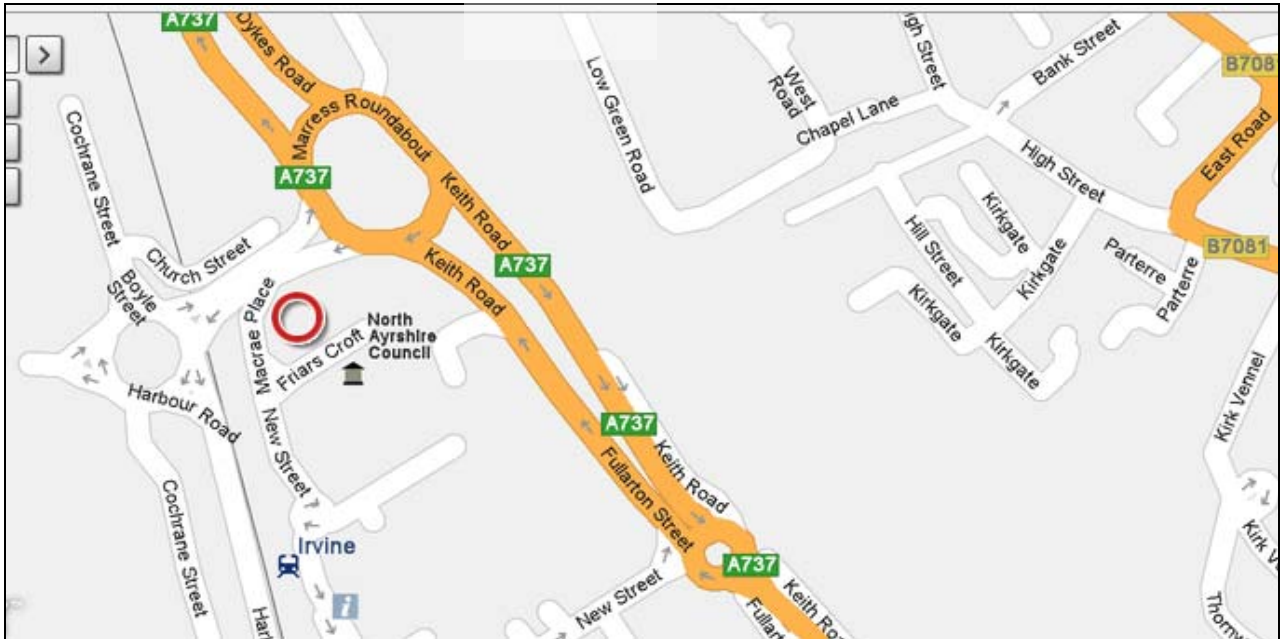 A737
Dykes Road
Marress Roundabout
A737
Keith Road
A737
Keith Road
Low Green Road
West
Road
Chapel Lane
High Street
Bank Street
B7081
East Road
B7081
High Street
Kirkgate
Kirkgate
Hill Street
Kirkgate
Kirkgate
Parterre
Parterre
Kirk Vennel
Cochrane Street
Church Street
Boyle
Street
Macrae Place
Friars Croft
North
Ayrshire
Council
Harbour Road
New Street
A737
Keith Road
Fullarton Street
A737
Cochrane Street
Irvine
i
New Street
Keith Ro